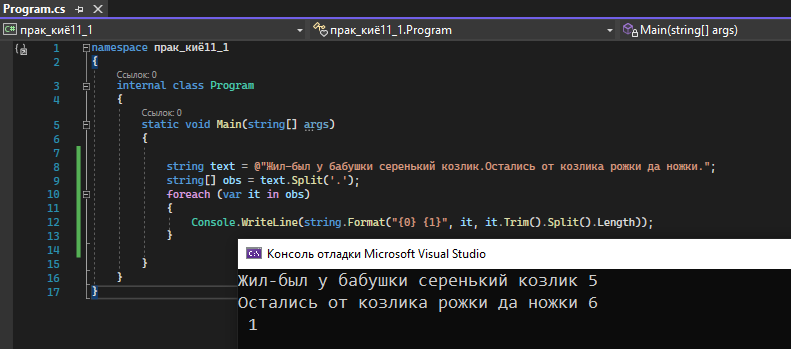 Program.cs
прак_киё11_1
прак_киё11_1.Program
Main(string[] args)
1 namespace прак_киё11_1
2 {
Ссылок: 0
3 internal class Program
4 {
Ссылок: 0
5 static void Main(string[] args)
6 {
7
8 string text = @"Жил-был у бабушки серенький козлик.Остались от козлика рожки да ножки.";
9 string[] obs = text.Split('.');
10 foreach (var it in obs)
11 {
12 Console.WriteLine(string.Format("{0} {1}", it, it.Trim().Split().Length));
13 }
14
15 }
16 }
17 }
Консоль отладки Microsoft Visual Studio
Жил-был у бабушки серенький козлик 5
Остались от козлика рожки да ножки 6
1